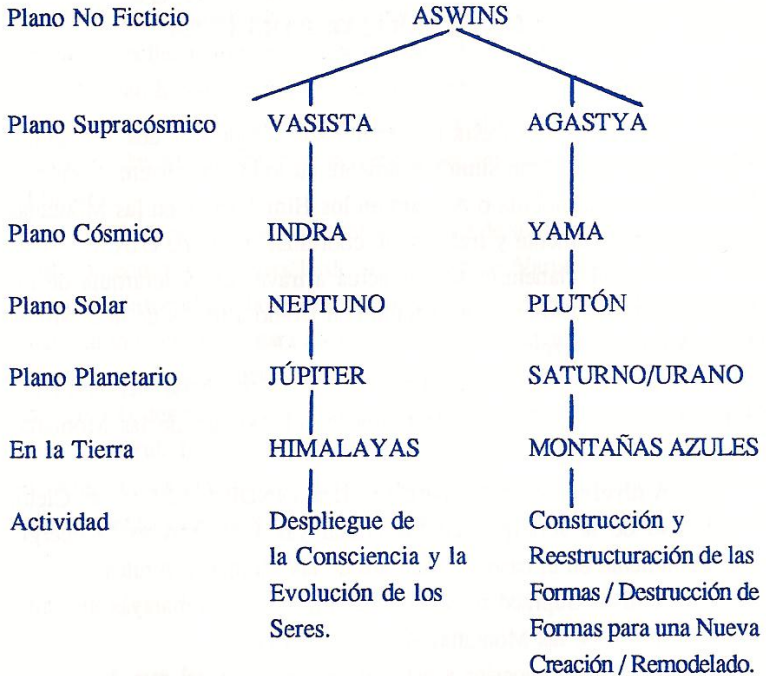 Plano No Ficticio ASWINS
Plano Supracósmico VASISTA AGASTYA
Plano Cósmico INDRA YAMA
Plano Solar NEPTUNO PLUTÓN
Plano Planetario JÚPITER SATURNO/URANO
En la Tierra HIMALAYAS MONTAÑAS AZULES
Actividad Despliegue de Construcción y
la Consciencia y la Reestructuración de las
Evolución de los Formas / Destrucción de
Seres. Formas para una Nueva
Creación / Remodelado.